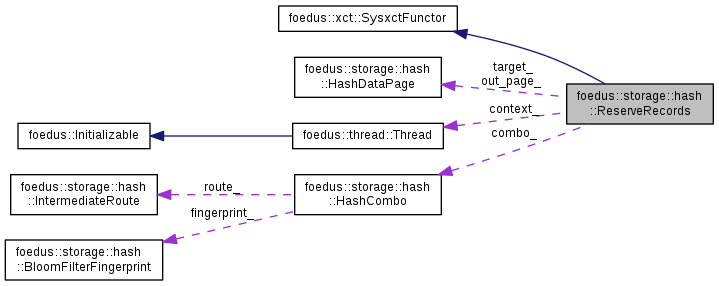 foedus::xct::SysxctFunctor
foedus::storage::hash
::HashDataPage
target_
out_page_
foedus::storage::hash
::ReserveRecords
context_
foedus::Initializable
foedus::thread::Thread
combo_
foedus::storage::hash
::IntermediateRoute
route_
foedus::storage::hash
::HashCombo
fingerprint_
foedus::storage::hash
::BloomFilterFingerprint